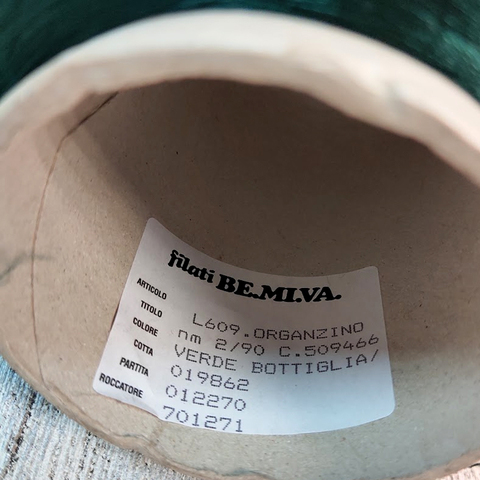 filati BE.MI.VA.
ARTICOLO L609.ORGANZINO
TITOLO nm 2/90 C.509466
COLORE VERDE BOTTIGLIA/
COTTA 019862
PARTITA 012270
ROCCATORE 701271